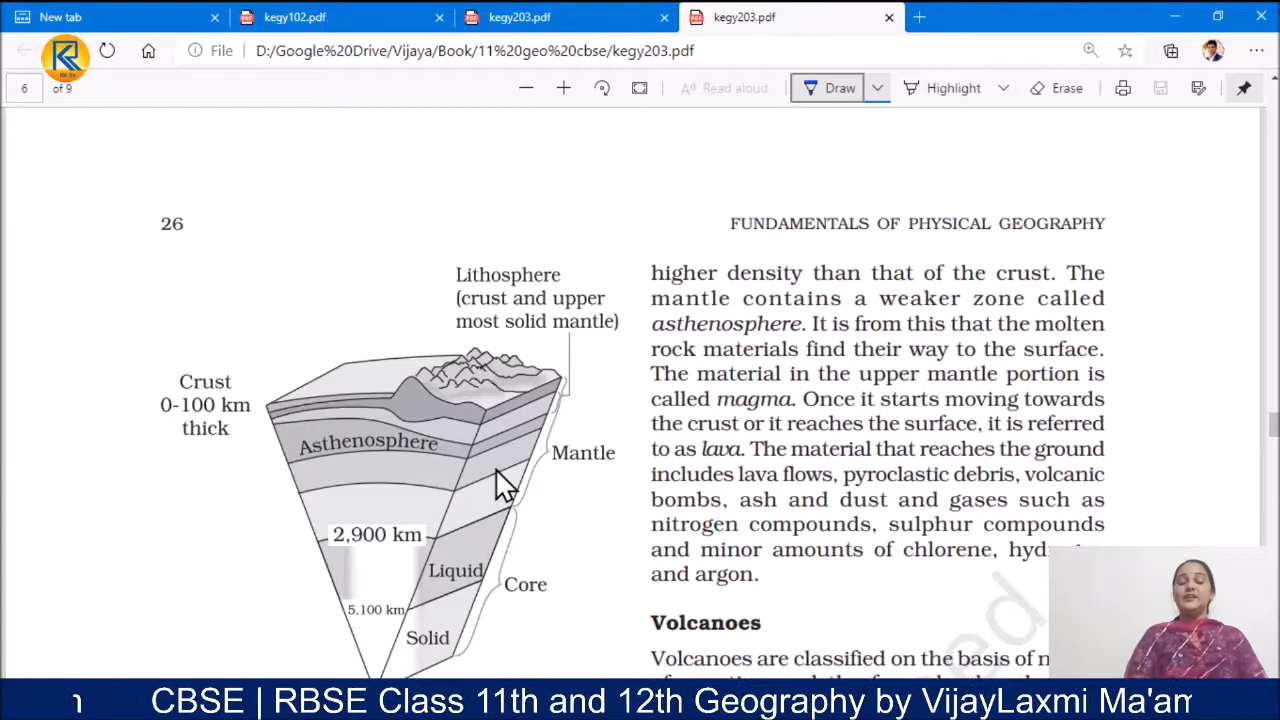 New tab
kegy102.pdf
kegy203.pdf
kegy203.pdf
File
D:/Google%20Drive/Vijaya/Book/11%20geo%20cbse/kegy203.pdf
6
of 9
Read aloud
Draw
Highlight
Erase
26
FUNDAMENTALS OF PHYSICAL GEOGRAPHY
Lithosphere
(crust and upper
most solid mantle)
Crust
0-100 km
thick
Asthenosphere
Mantle
2,900 km
Liquid
Core
5,100 km
Solid
higher density than that of the crust. The
mantle contains a weaker zone called
asthenosphere. It is from this that the molten
rock materials find their way to the surface.
The material in the upper mantle portion is
called magma. Once it starts moving towards
the crust or it reaches the surface, it is referred
to as lava. The material that reaches the ground
includes lava flows, pyroclastic debris, volcanic
bombs, ash and dust and gases such as
nitrogen compounds, sulphur compounds
and minor amounts of chlorine,
and argon.
Volcanoes
Volcanoes are classified on the basis of
CBSE | RBSE Class 11th and 12th Geography by VijayLaxmi Ma'am